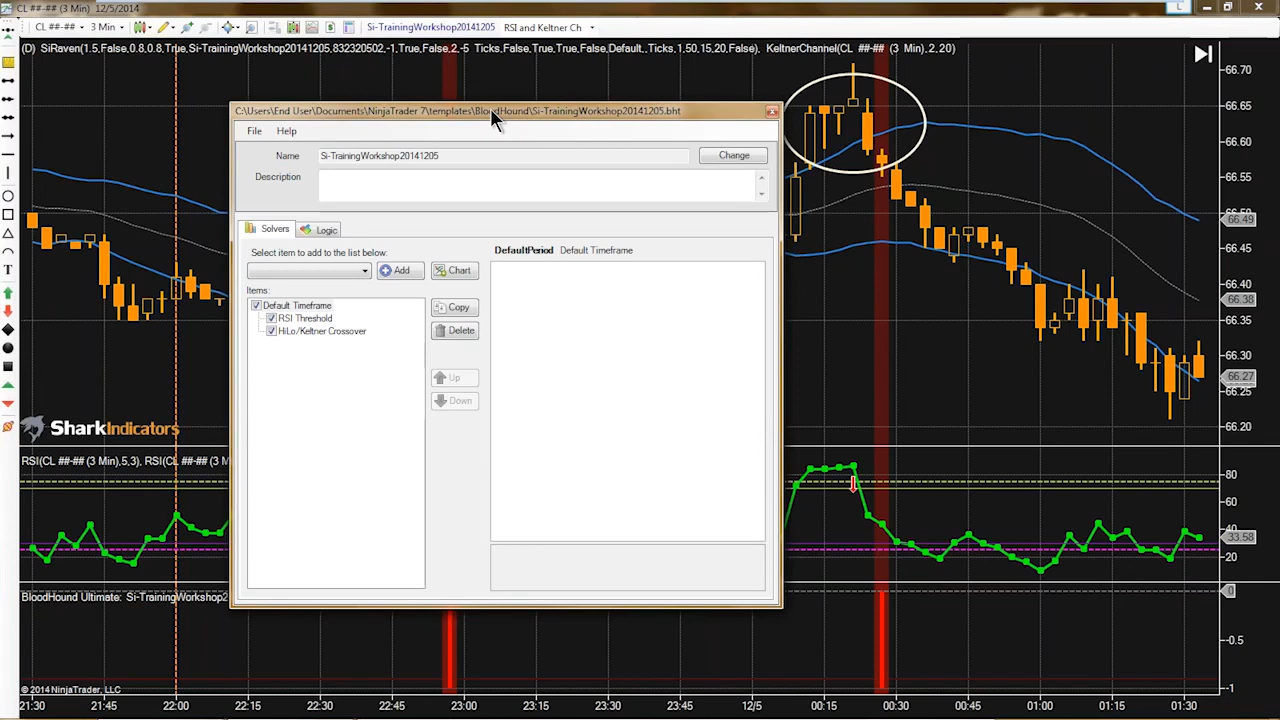 CL ##-## (3 Min) 12/5/2014
L
CL ##-## 3 Min Si-TrainingWorkshop20141205 RSI and Keltner Ch
(D) SiRaven(1.5,False,0.8,0.8,True,Si-TrainingWorkshop20141205,832320502,-1,True,False,2,-5 Ticks,False,True,True,False,Default,,Ticks,1,50,15,20,False), KeltnerChannel(CL ##-## (3 Min),2,20)
66.70
66.65
66.60
66.55
66.49
66.45
66.40
66.38
66.35
66.30
66.27
66.25
66.20
C:\Users\End User\Documents\NinjaTrader 7\templates\BloodHound\Si-TrainingWorkshop20141205.bht
File Help
Name Si-TrainingWorkshop20141205 Change
Description
Solvers Logic
Select item to add to the list below:
Add Chart
DefaultPeriod Default Timeframe
Items:
Default Timeframe
RSI Threshold
HiLo/Keltner Crossover
Copy
Delete
Up
Down
T
SharkIndicators
RSI(CL ##-## (3 Min),5,3), RSI(CL ##-## (3 M
80
60
40
33.58
20
BloodHound Ultimate: Si-TrainingWorkshop2
0
-0.5
-1
© 2014 NinjaTrader, LLC
21:30 21:45 22:00 22:15 22:30 22:45 23:00 23:15 23:30 23:45 12/5 00:15 00:30 00:45 01:00 01:15 01:30